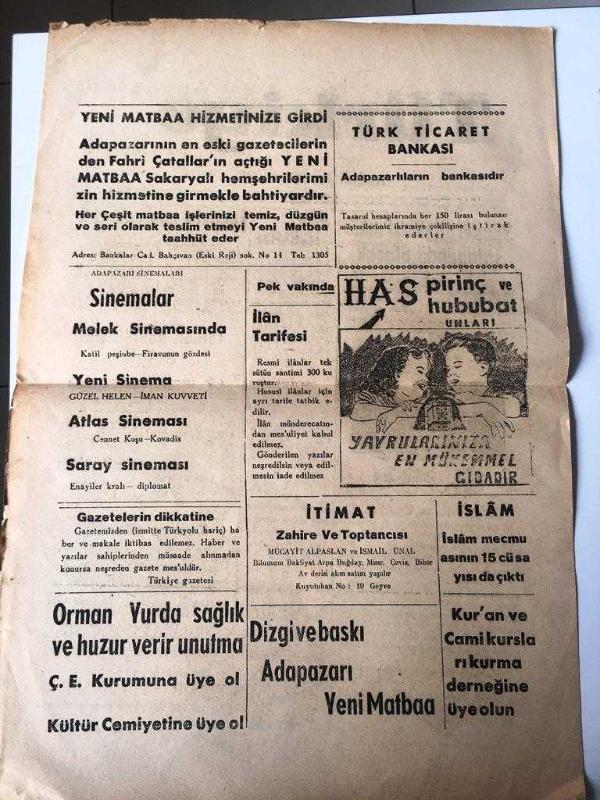 YENİ MATBAA HİZMETİNİZE GİRDİ
Adapazarının en eski gazetecilerin
den Fahri Çatallar'ın açtığı YENİ
MATBAA Sakaryalı hemşehrilerimi
zin hizmetine girmekle bahtiyardır.
Her Çeşit matbaa işlerinizi temiz, düzgün
ve seri olarak teslim etmeyi Yeni Matbaa
taahhüt eder
Adres: Bankalar Cad. Bahçıvan (Eski Reji) sok. No 14 Tel: 1305
TÜRK TİCARET
BANKASI
Adapazarlıların bankasıdır
Tasaruf hesaplarında her 150 lirası bulunan
müşterilerimiz ikramiye çekilişine iştirak
ederler
ADAPAZARI SİNEMALARI
Sinemalar
Melek Sinemasında
Katil peşinde—Firavunun gözdesi
Yeni Sinema
GÜZEL HELEN—İMAN KUVVETİ
Atlas Sineması
Cennet Kuşu—Kovadis
Saray sineması
Enayiler kralı— diplomat
Pek yakında
İlân
Tarifesi
Resmi ilânlar tek
sütün santimi 300 ku
ruştur.
Hususi ilânlar için
ayrı tarife tatbik e-
dilir.
İlân münderecatın-
dan mes'uliyet kabul
edilmez.
Gönderilen yazılar
neşredilsin veya edil-
mesin iade edilmez
HAS pirinç ve
hububat
UNLARI
YAVRULARINIZA
EN MÜKEMMEL
GIDADIR
Gazetelerin dikkatine
Gazetemizden (izmitte Türkyolu hariç) ha
ber ve makale iktibas edilemez. Haber ve
yazılar sahiplerinden müsaade alınmadan
konursa neşreden gazete mes'uldür.
Türkiye gazetesi
İTİMAT
Zahire Ve Toptancısı
MÜCAYİT ALPASLAN ve İSMAİL ÜNAL
Bilumum Bakliyat Arpa Buğday, Mısır, Ceviz, Biber
Av derisi alım satım yapılır
Kuyutuhan No : 10 Geyve
İSLÂM
İslâm mecmu
asının 15 cü sa
yısı da çıktı
Orman Yurda sağlık
ve huzur verir unutma
Ç. E. Kurumuna üye ol
Kültür Cemiyetine üye ol
Dizgi ve baskı
Adapazarı
Yeni Matbaa
Kur'an ve
Cami kursla
rı kurma
derneğine
üye olun